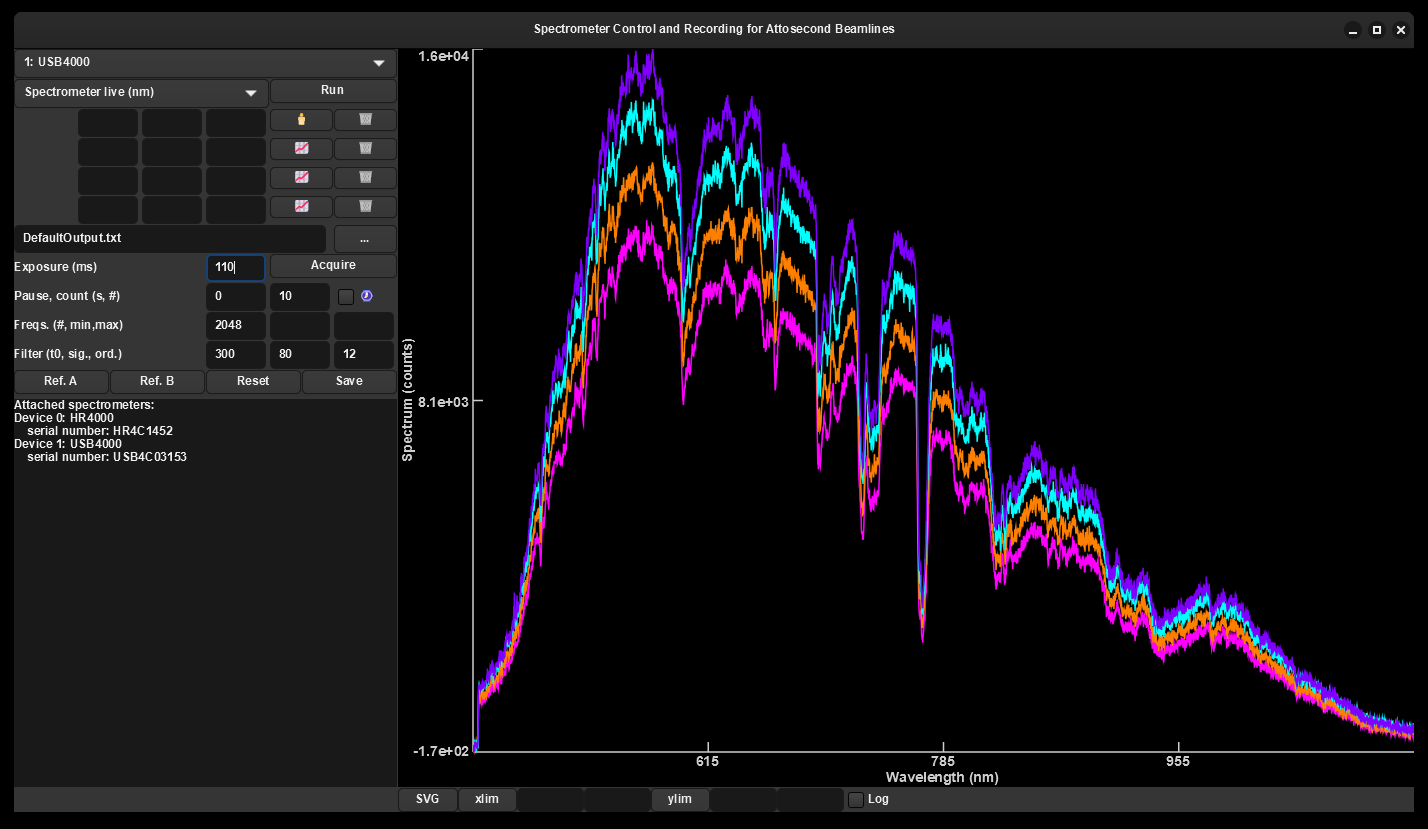 Spectrometer Control and Recording for Attosecond Beamlines
1: USB4000
Spectrometer live (nm)
Run
DefaultOutput.txt
...
Exposure (ms)
110
Acquire
Pause, count (s, #)
0
10
Freqs. (#, min,max)
2048
Filter (t0, sig., ord.)
300
80
12
Ref. A
Ref. B
Reset
Save
Attached spectrometers:
Device 0: HR4000
serial number: HR4C1452
Device 1: USB4000
serial number: USB4C03153
1.6e+04
8.1e+03
-1.7e+02
Spectrum (counts)
615
785
955
Wavelength (nm)
SVG
xlim
ylim
Log